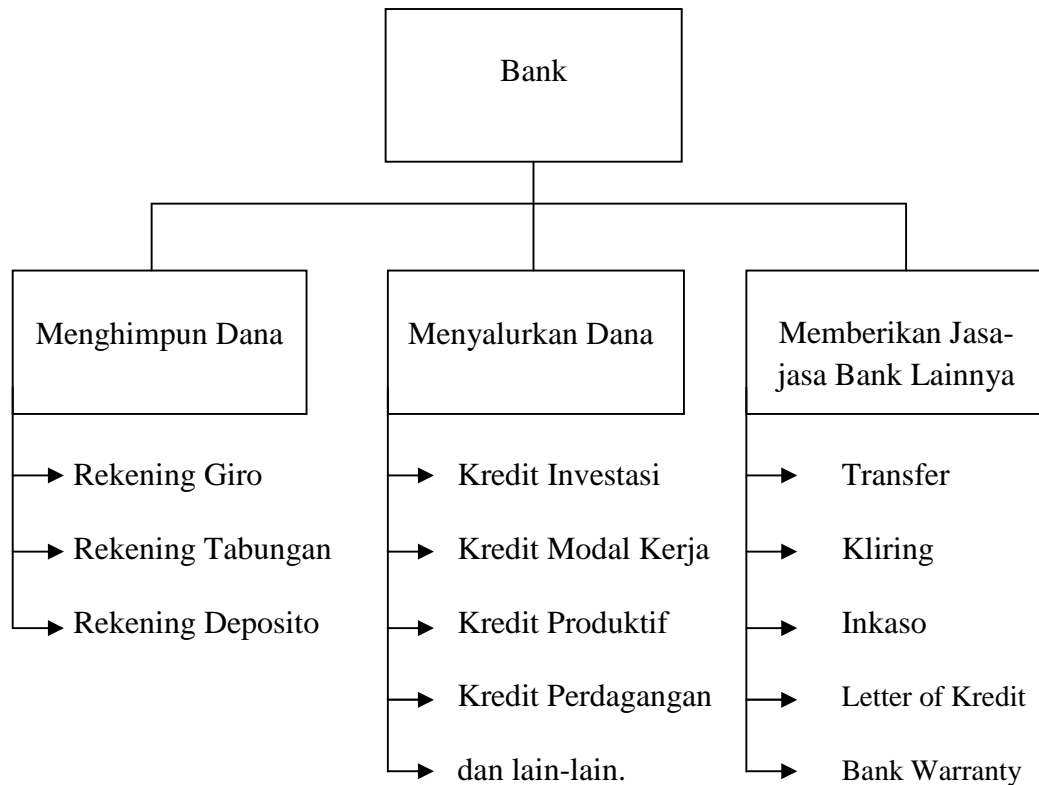 Bank
Menghimpun Dana
Menyalurkan Dana
Memberikan Jasa-
jasa Bank Lainnya
Rekening Giro
Rekening Tabungan
Rekening Deposito
Kredit Investasi
Kredit Modal Kerja
Kredit Produktif
Kredit Perdagangan
dan lain-lain.
Transfer
Kliring
Inkaso
Letter of Kredit
Bank Warranty